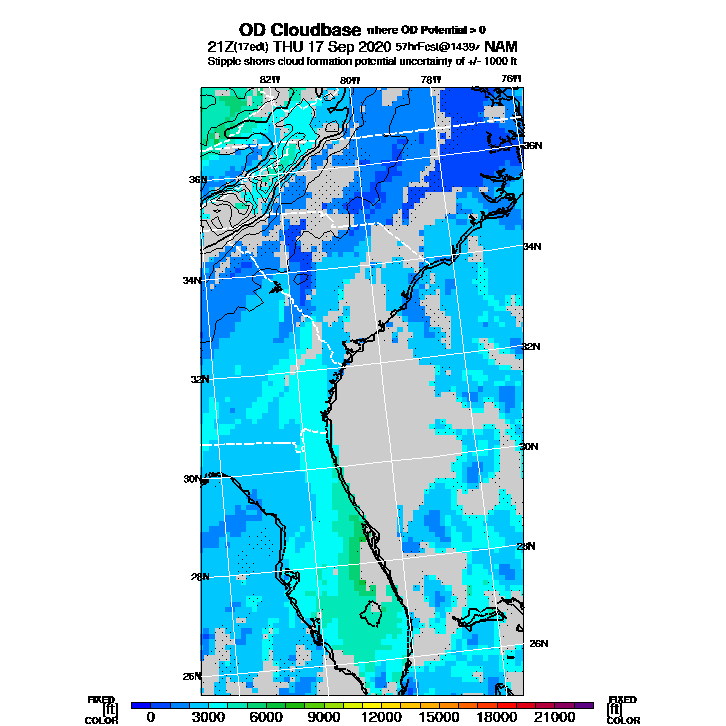 OD Cloudbase where OD Potential > 0
21Z(17edt) THU 17 Sep 2020 57hrFcst@1439z NAM
Stipple shows cloud formation potential uncertainty of +/- 1000 ft
82W 80W 78W 76W
36N
36N
34N
34N
32N
32N
30N
30N
28N
28N
26N
26N
FIXED FIXED
[ft] [ft]
COLOR COLOR
0 3000 6000 9000 12000 15000 18000 21000